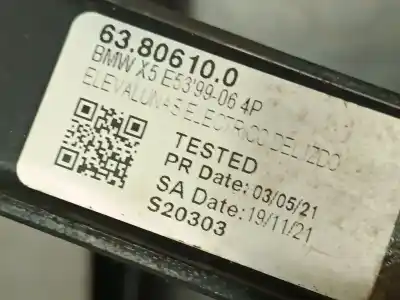 63.80610.0
BMW X5 E53'99-06 4P
ELEVALUNAS ELECTRICO DEL IZDO
TESTED
PR Date: 03/05/21
SA Date: 19/11/21
S20303